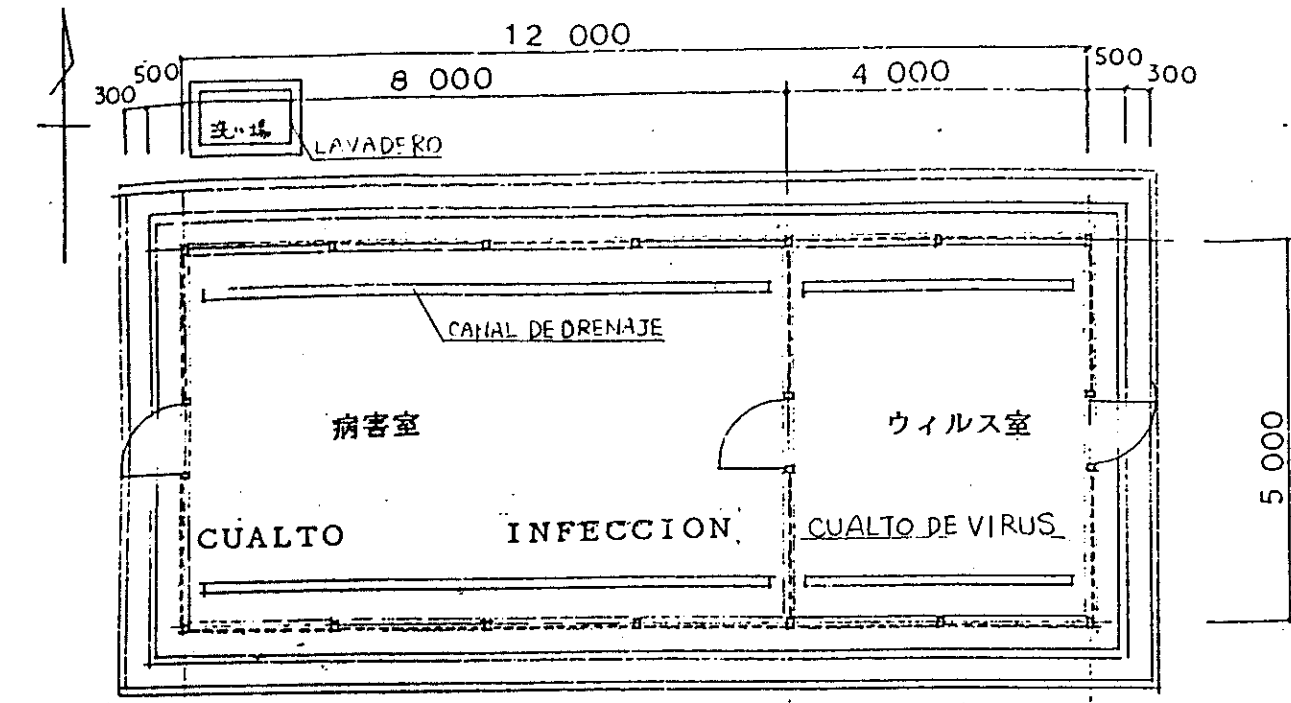 12 000
300
500
8 000
4 000
500
300
洗い場
LAVADERO
CANAL DE DRENAJE
病害室
ウィルス室
5 000
CUALTO INFECCION
CUALTO DE VIRUS